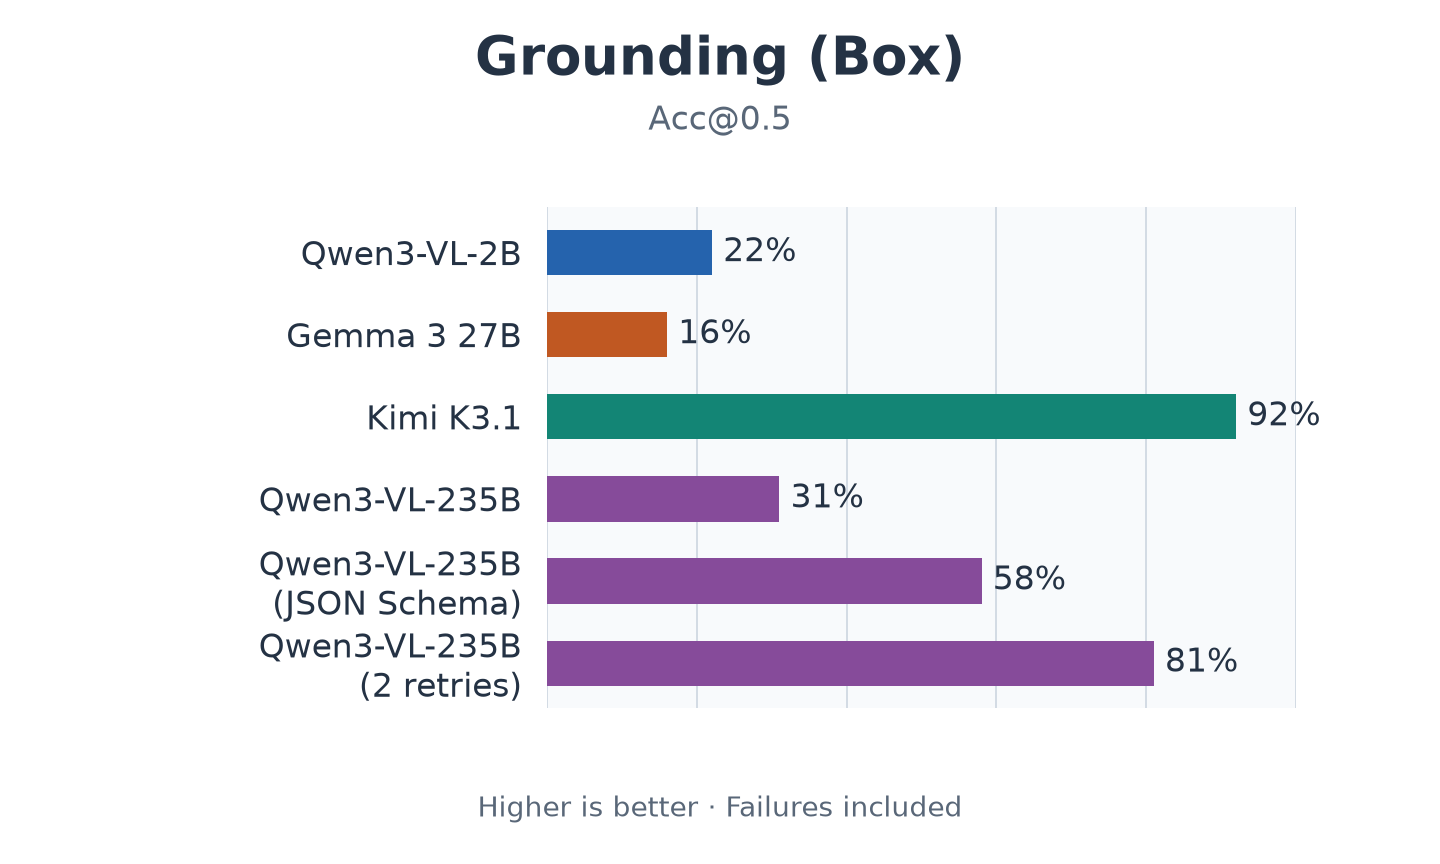 Grounding (Box)
Acc@0.5
Qwen3-VL-2B
22%
Gemma 3 27B
16%
Kimi K3.1
92%
Qwen3-VL-235B
31%
Qwen3-VL-235B
(JSON Schema)
58%
Qwen3-VL-235B
(2 retries)
81%
Higher is better · Failures included